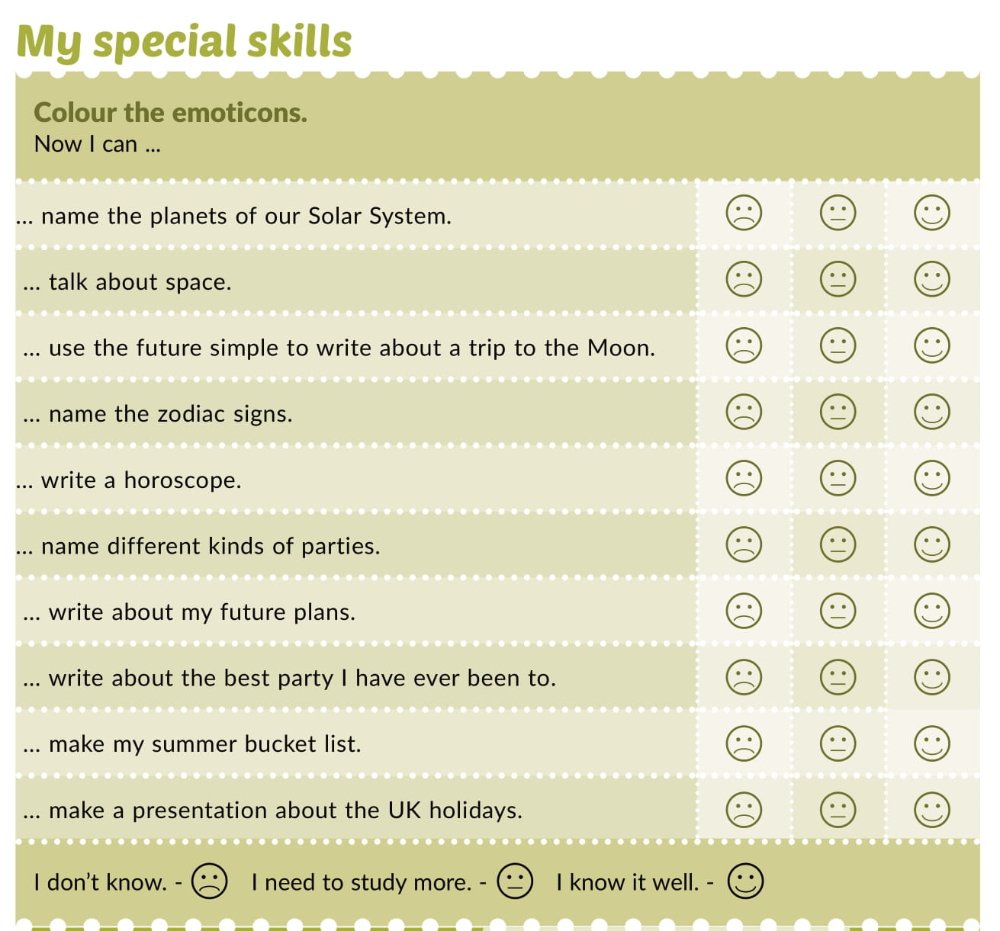 My special skills
Colour the emoticons.
Now I can ...
... name the planets of our Solar System.
... talk about space.
... use the future simple to write about a trip to the Moon.
... name the zodiac signs.
... write a horoscope.
... name different kinds of parties.
... write about my future plans.
... write about the best party I have ever been to.
... make my summer bucket list.
... make a presentation about the UK holidays.
I don’t know. - I need to study more. - I know it well. -